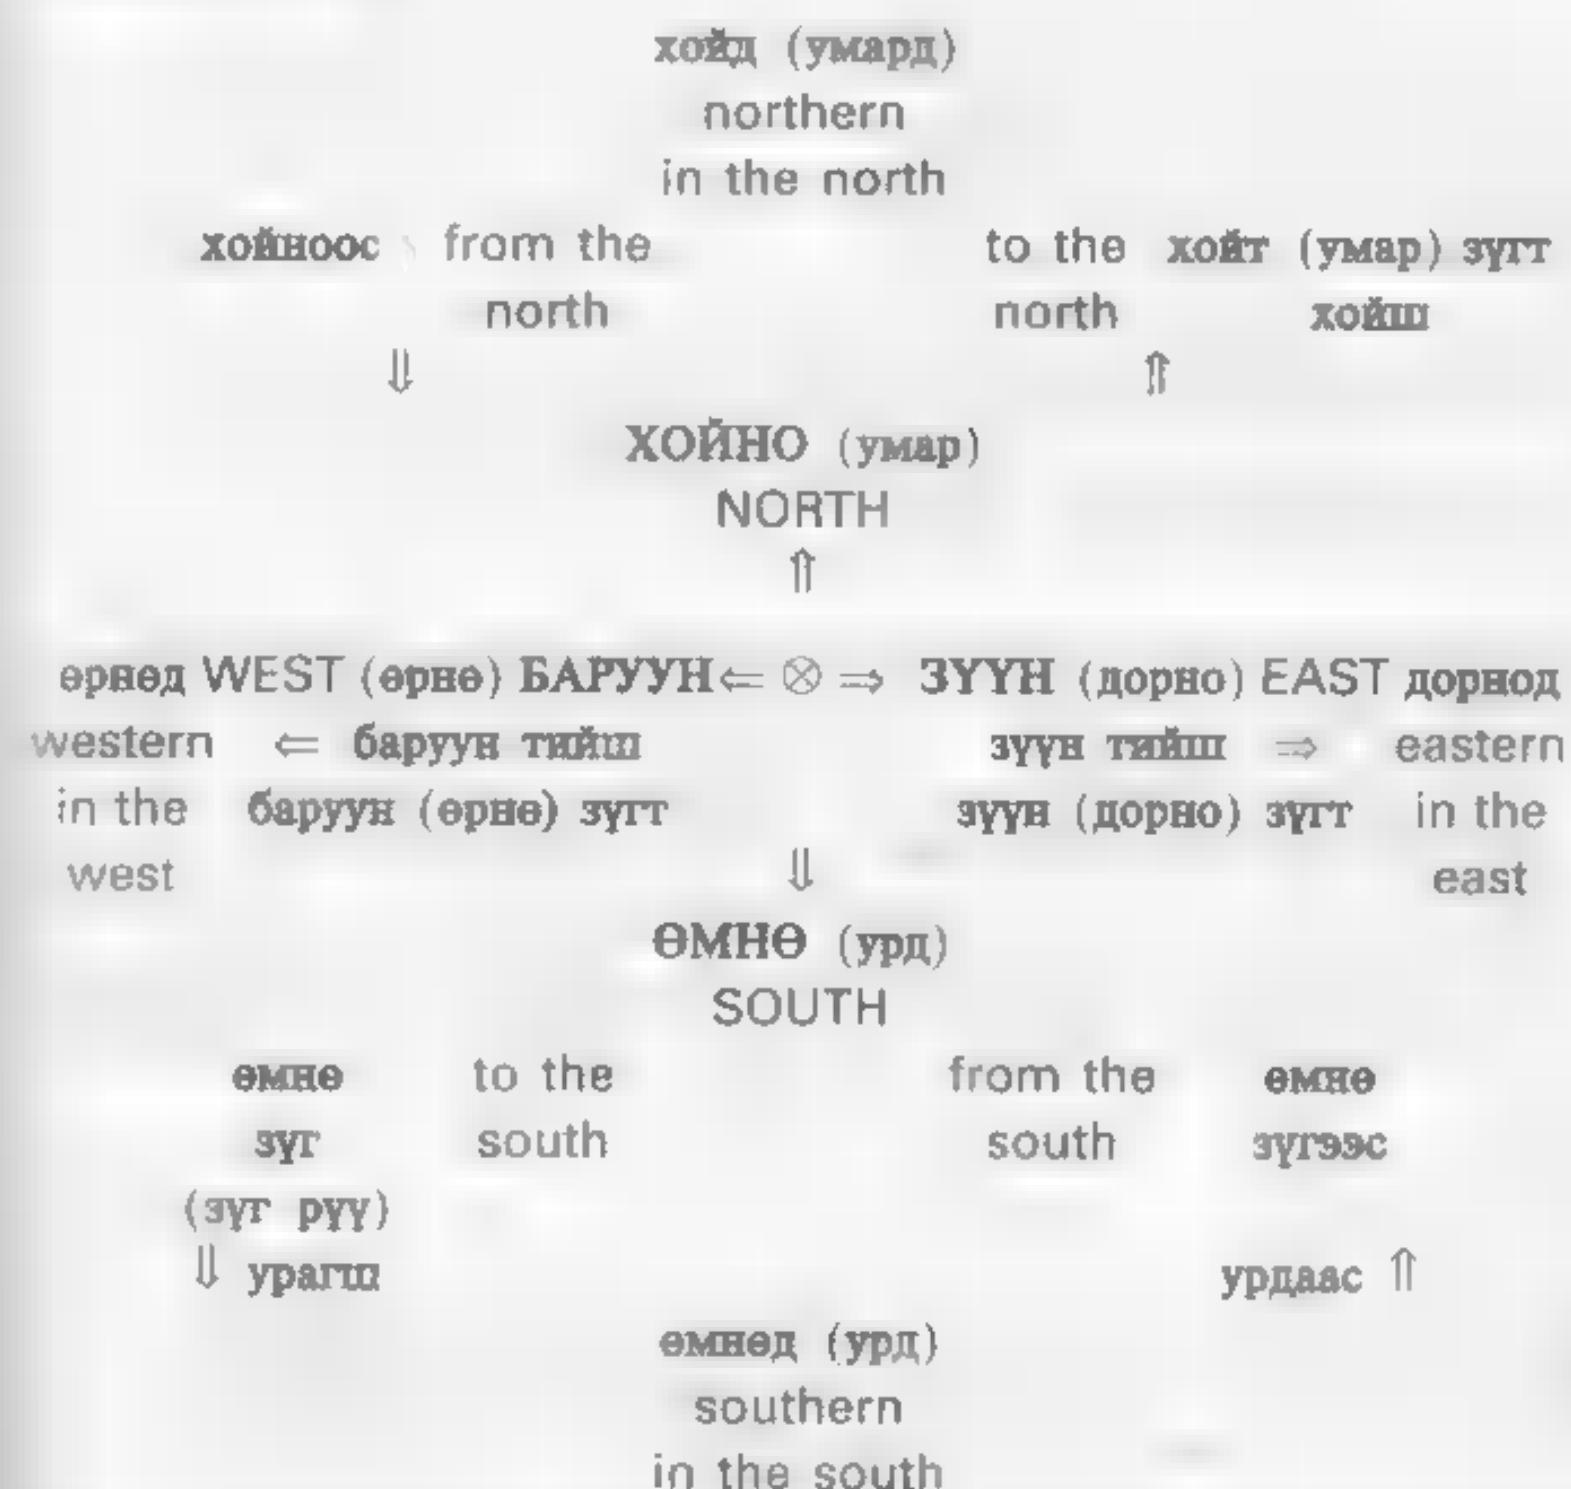 хойд (умард)
northern
in the north
хойноос from the to the хойт (умар) зүгт
north north хойш
⇓ ⇑
ХОЙНО (умар)
NORTH
⇑
өрнөд WEST (өрнө) БАРУУН ⇐ ⊗ ⇒ ЗҮҮН (дорно) EAST дорнод
western ⇐ баруун тийш зүүн тийш ⇒ eastern
in the баруун (өрнө) зүгт зүүн (дорно) зүгт in the
west ⇓ east
ӨМНӨ (урд)
SOUTH
өмнө to the from the өмнө
зүг south south зүгээс
(зүг рүү)
⇓ урагш урдаас ⇑
өмнөд (урд)
southern
in the south